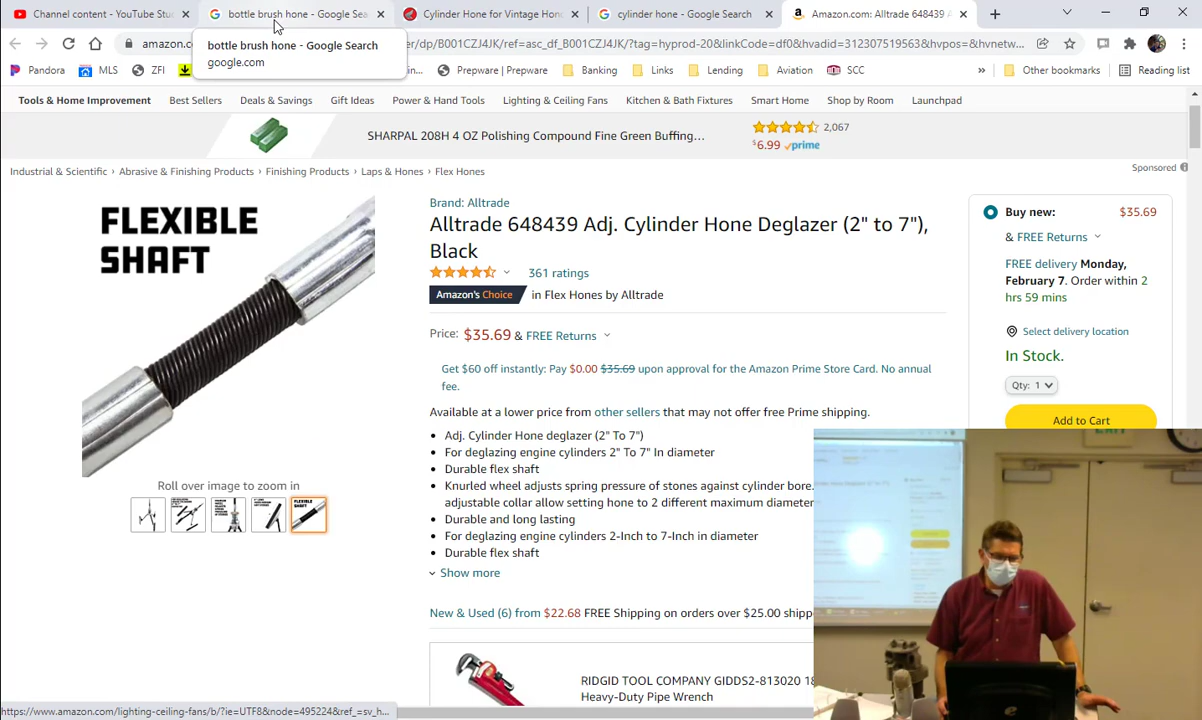 Channel content - YouTube Stu
bottle brush hone - Google Sea
Cylinder Hone for Vintage Hond
cylinder hone - Google Search
Amazon.com: Alltrade 648439 A
amazon.c
/dp/B001CZJ4JK/ref=asc_df_B001CZJ4JK/?tag=hyprod-20&linkCode=df0&hvadid=312307519563&hvpos=&hvnetw...
bottle brush hone - Google Search
google.com
Pandora
MLS
ZFI
in...
Prepware | Prepware
Banking
Links
Lending
Aviation
SCC
»
Other bookmarks
Reading list
Tools & Home Improvement
Best Sellers
Deals & Savings
Gift Ideas
Power & Hand Tools
Lighting & Ceiling Fans
Kitchen & Bath Fixtures
Smart Home
Shop by Room
Launchpad
SHARPAL 208H 4 OZ Polishing Compound Fine Green Buffing...
2,067
$6.99 prime
Industrial & Scientific › Abrasive & Finishing Products › Finishing Products › Laps & Hones › Flex Hones
Sponsored
FLEXIBLE
SHAFT
Roll over image to zoom in
FLEXIBLE
SHAFT
Brand: Alltrade
Alltrade 648439 Adj. Cylinder Hone Deglazer (2" to 7"),
Black
361 ratings
Amazon's Choice in Flex Hones by Alltrade
Price: $35.69 & FREE Returns
Get $60 off instantly: Pay $0.00 $35.69 upon approval for the Amazon Prime Store Card. No annual
fee.
Available at a lower price from other sellers that may not offer free Prime shipping.
• Adj. Cylinder Hone deglazer (2" To 7")
• For deglazing engine cylinders 2" To 7" In diameter
• Durable flex shaft
• Knurled wheel adjusts spring pressure of stones against cylinder bore.
adjustable collar allow setting hone to 2 different maximum diameter
• Durable and long lasting
• For deglazing engine cylinders 2-Inch to 7-Inch in diameter
• Durable flex shaft
Show more
New & Used (6) from $22.68 FREE Shipping on orders over $25.00 shipp
RIDGID TOOL COMPANY GIDDS2-813020 18
Heavy-Duty Pipe Wrench
Buy new:
$35.69
& FREE Returns
FREE delivery Monday,
February 7. Order within 2
hrs 59 mins
Select delivery location
In Stock.
Qty: 1
Add to Cart
EXIT
https://www.amazon.com/lighting-ceiling-fans/b/?ie=UTF8&node=495224&ref_=sv_h...